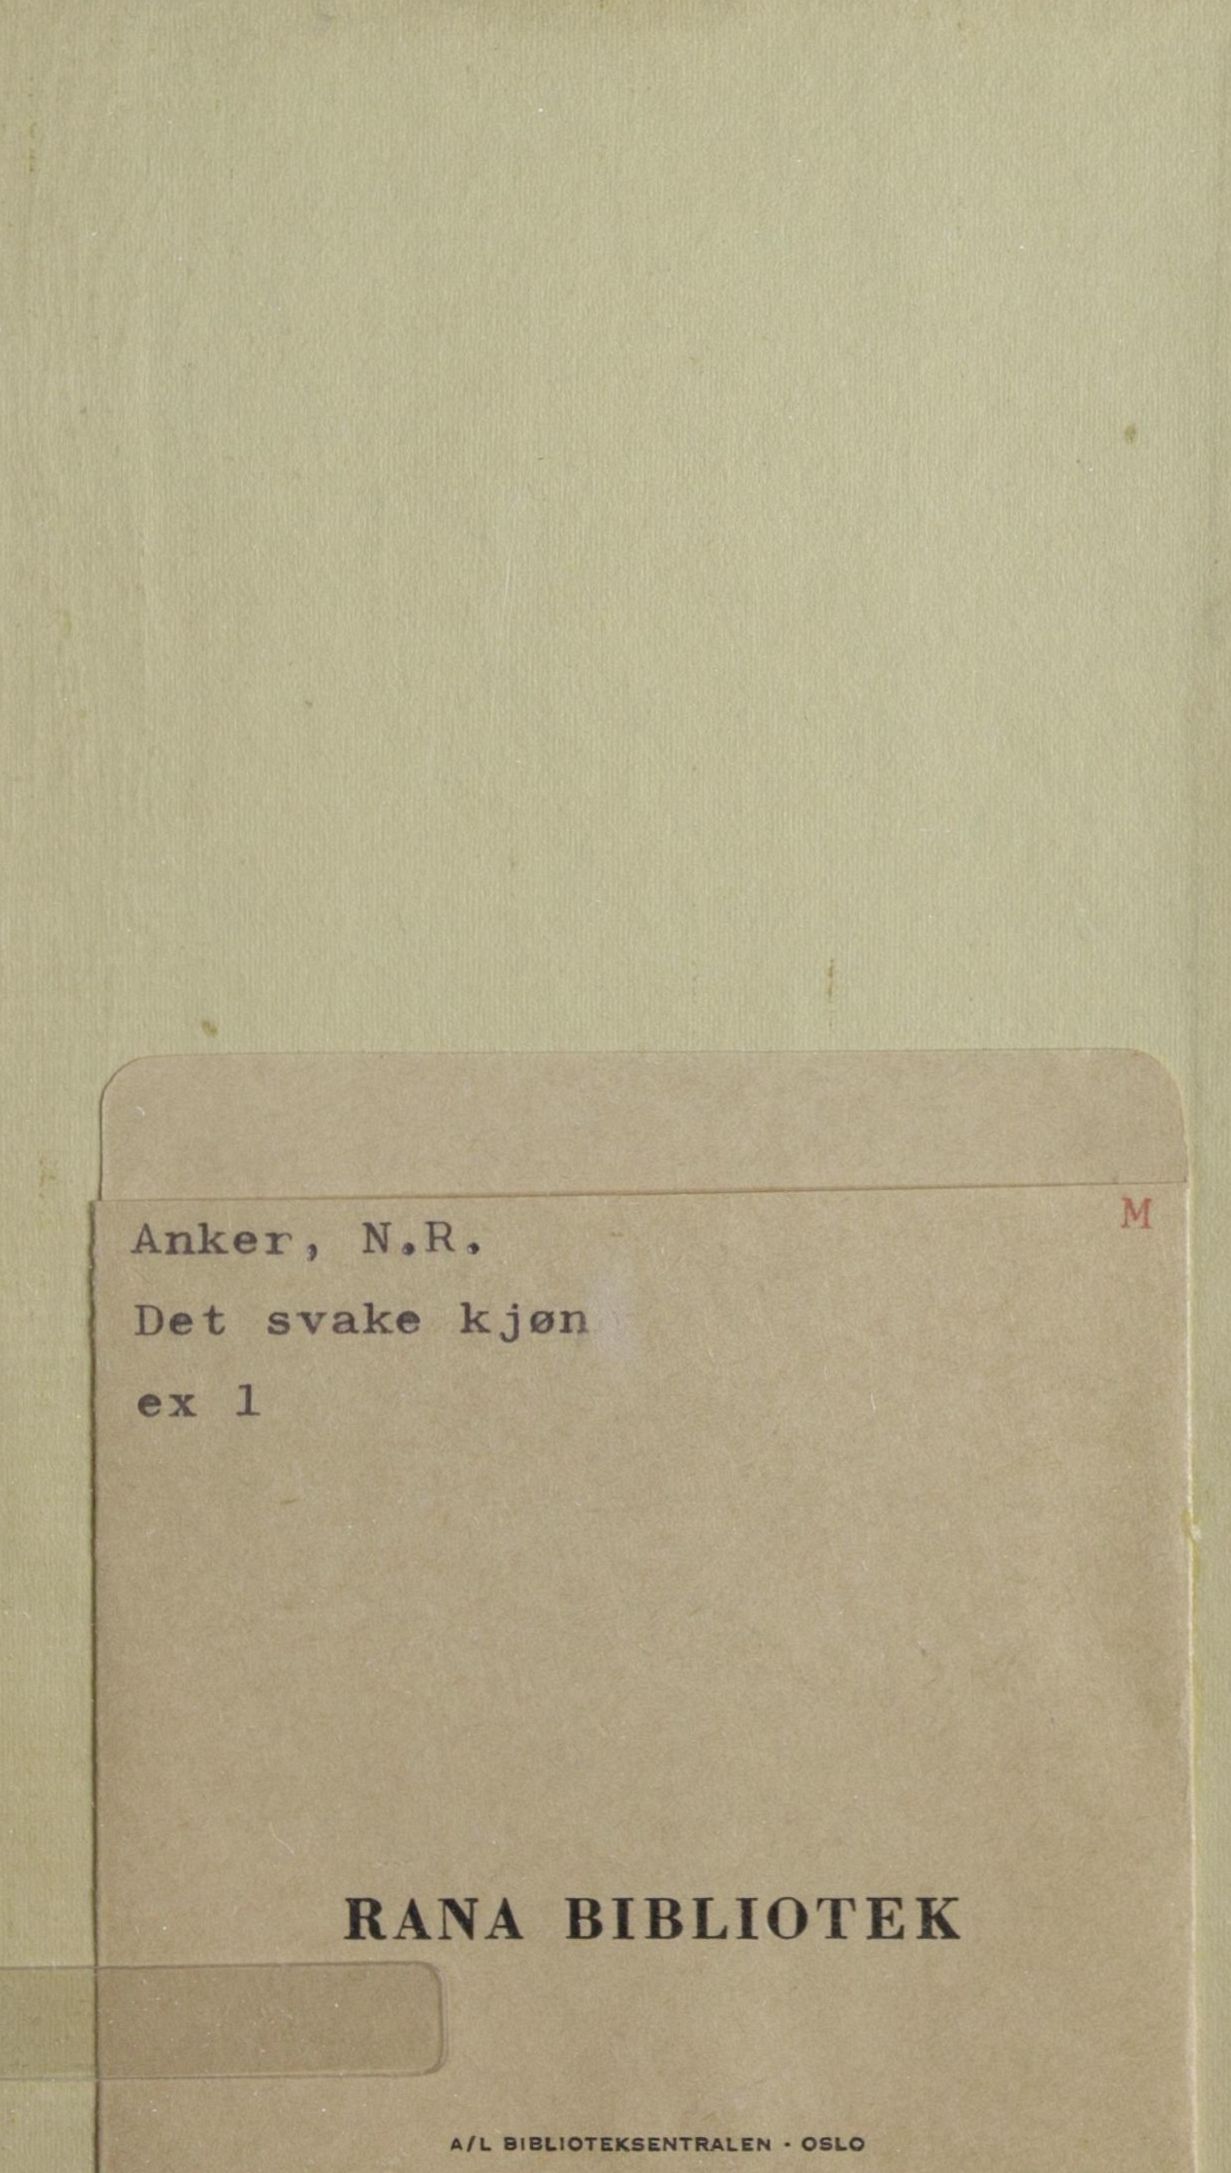 M
Anker, N.R.
Det svake kjøn
ex 1
RANA BIBLIOTEK
A/L BIBLIOTEKSENTRALEN · OSLO